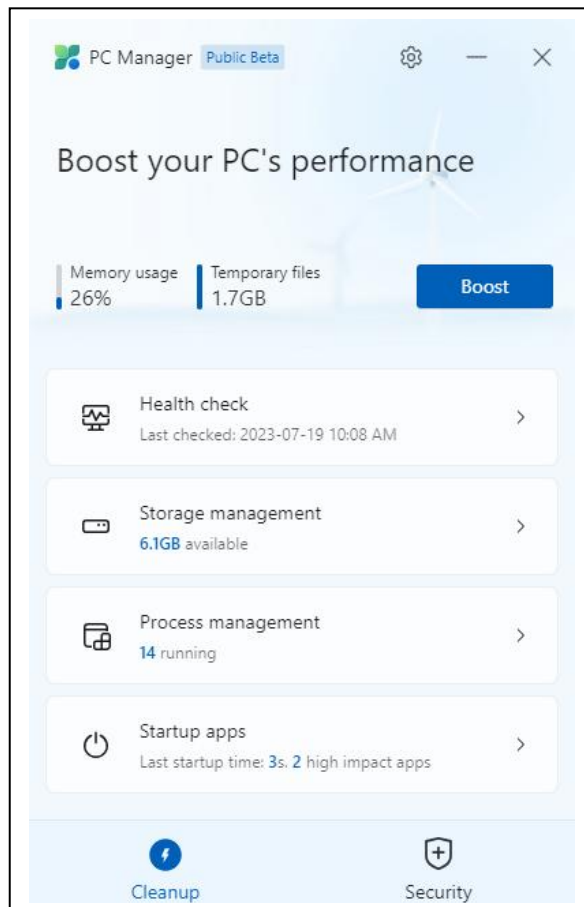 PC Manager Public Beta
Boost your PC's performance
Memory usage Temporary files
26% 1.7GB Boost
Health check
Last checked: 2023-07-19 10:08 AM
Storage management
6.1GB available
Process management
14 running
Startup apps
Last startup time: 3s. 2 high impact apps
Cleanup Security